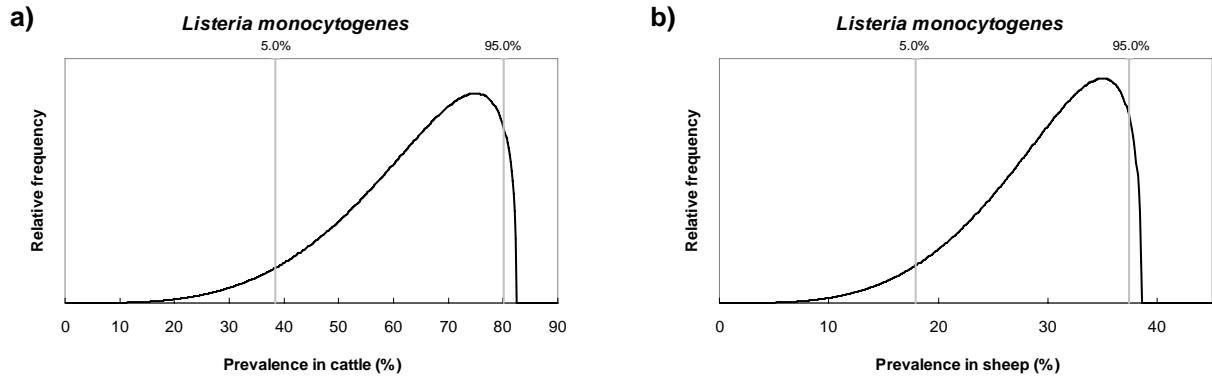 a)
Listeria monocytogenes
5.0%
95.0%
Relative frequency
0 10 20 30 40 50 60 70 80 90
Prevalence in cattle (%)
b)
Listeria monocytogenes
5.0%
95.0%
Relative frequency
0 10 20 30 40
Prevalence in sheep (%)